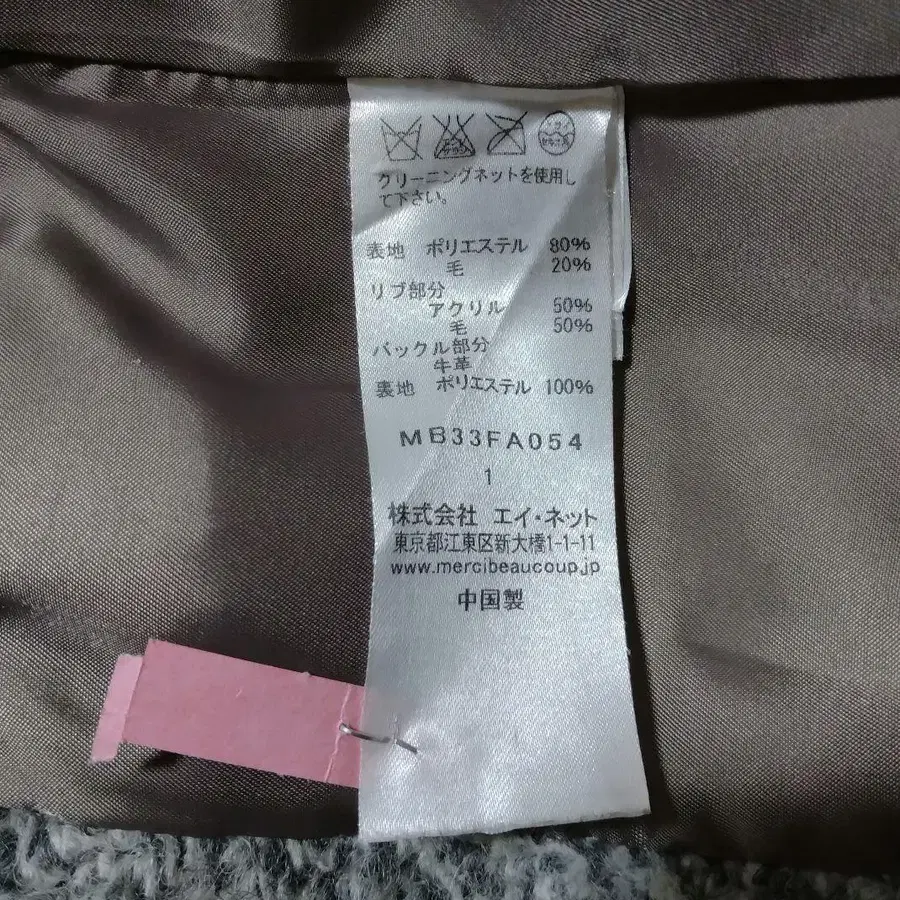 クリーニングネットを使用し
て下さい。
表地 ポリエステル 80%
毛 20%
リブ部分
アクリル 50%
毛 50%
バックル部分
牛革
表地 ポリエステル 100%
MB33FA054
1
株式会社 エイ・ネット
東京都江東区新大橋1-1-11
www.mercibeaucoup.jp
中国製